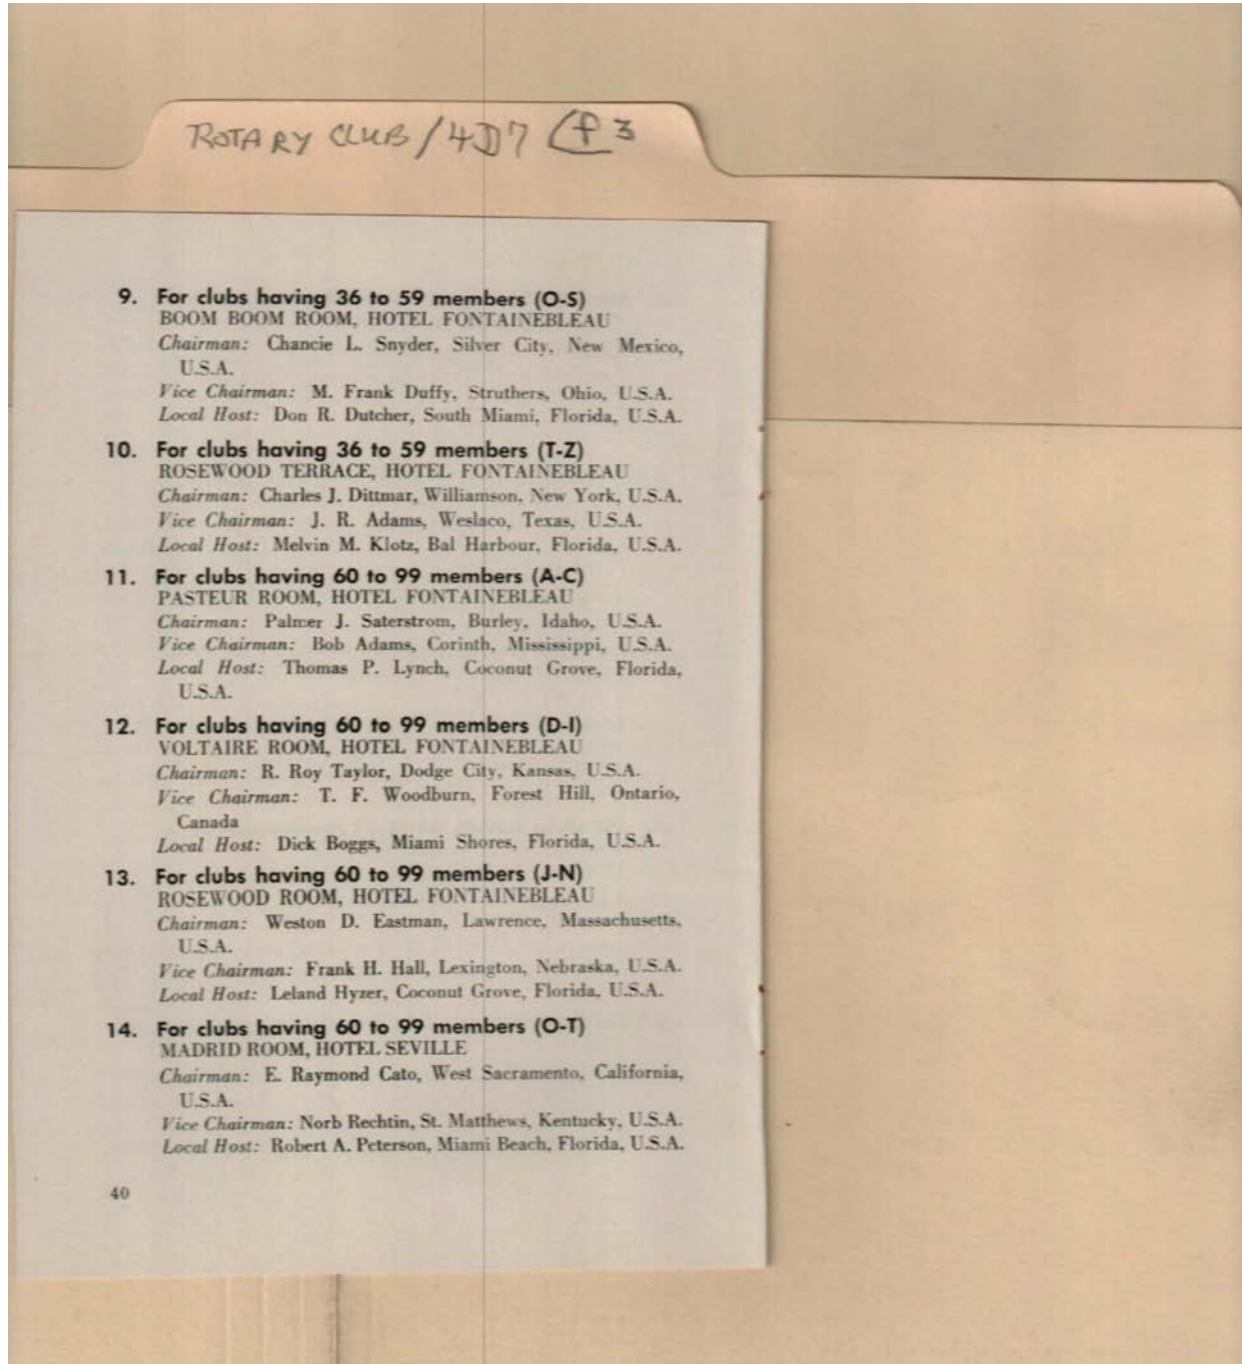 ROTARY CLUB/4D7 (f 3
9. For clubs having 36 to 59 members (O-S)
BOOM BOOM ROOM, HOTEL FONTAINEBLEAU
Chairman: Chancie L. Snyder, Silver City, New Mexico,
U.S.A.
Vice Chairman: M. Frank Duffy, Struthers, Ohio, U.S.A.
Local Host: Don R. Dutcher, South Miami, Florida, U.S.A.
10. For clubs having 36 to 59 members (T-Z)
ROSEWOOD TERRACE, HOTEL FONTAINEBLEAU
Chairman: Charles J. Dittmar, Williamson, New York, U.S.A.
Vice Chairman: J. R. Adams, Weslaco, Texas, U.S.A.
Local Host: Melvin M. Klotz, Bal Harbour, Florida, U.S.A.
11. For clubs having 60 to 99 members (A-C)
PASTEUR ROOM, HOTEL FONTAINEBLEAU
Chairman: Palmer J. Saterstrom, Burley, Idaho, U.S.A.
Vice Chairman: Bob Adams, Corinth, Mississippi, U.S.A.
Local Host: Thomas P. Lynch, Coconut Grove, Florida,
U.S.A.
12. For clubs having 60 to 99 members (D-I)
VOLTAIRE ROOM, HOTEL FONTAINEBLEAU
Chairman: R. Roy Taylor, Dodge City, Kansas, U.S.A.
Vice Chairman: T. F. Woodburn, Forest Hill, Ontario,
Canada
Local Host: Dick Boggs, Miami Shores, Florida, U.S.A.
13. For clubs having 60 to 99 members (J-N)
ROSEWOOD ROOM, HOTEL FONTAINEBLEAU
Chairman: Weston D. Eastman, Lawrence, Massachusetts,
U.S.A.
Vice Chairman: Frank H. Hall, Lexington, Nebraska, U.S.A.
Local Host: Leland Hyzer, Coconut Grove, Florida, U.S.A.
14. For clubs having 60 to 99 members (O-T)
MADRID ROOM, HOTEL SEVILLE
Chairman: E. Raymond Cato, West Sacramento, California,
U.S.A.
Vice Chairman: Norb Rechtin, St. Matthews, Kentucky, U.S.A.
Local Host: Robert A. Peterson, Miami Beach, Florida, U.S.A.
40